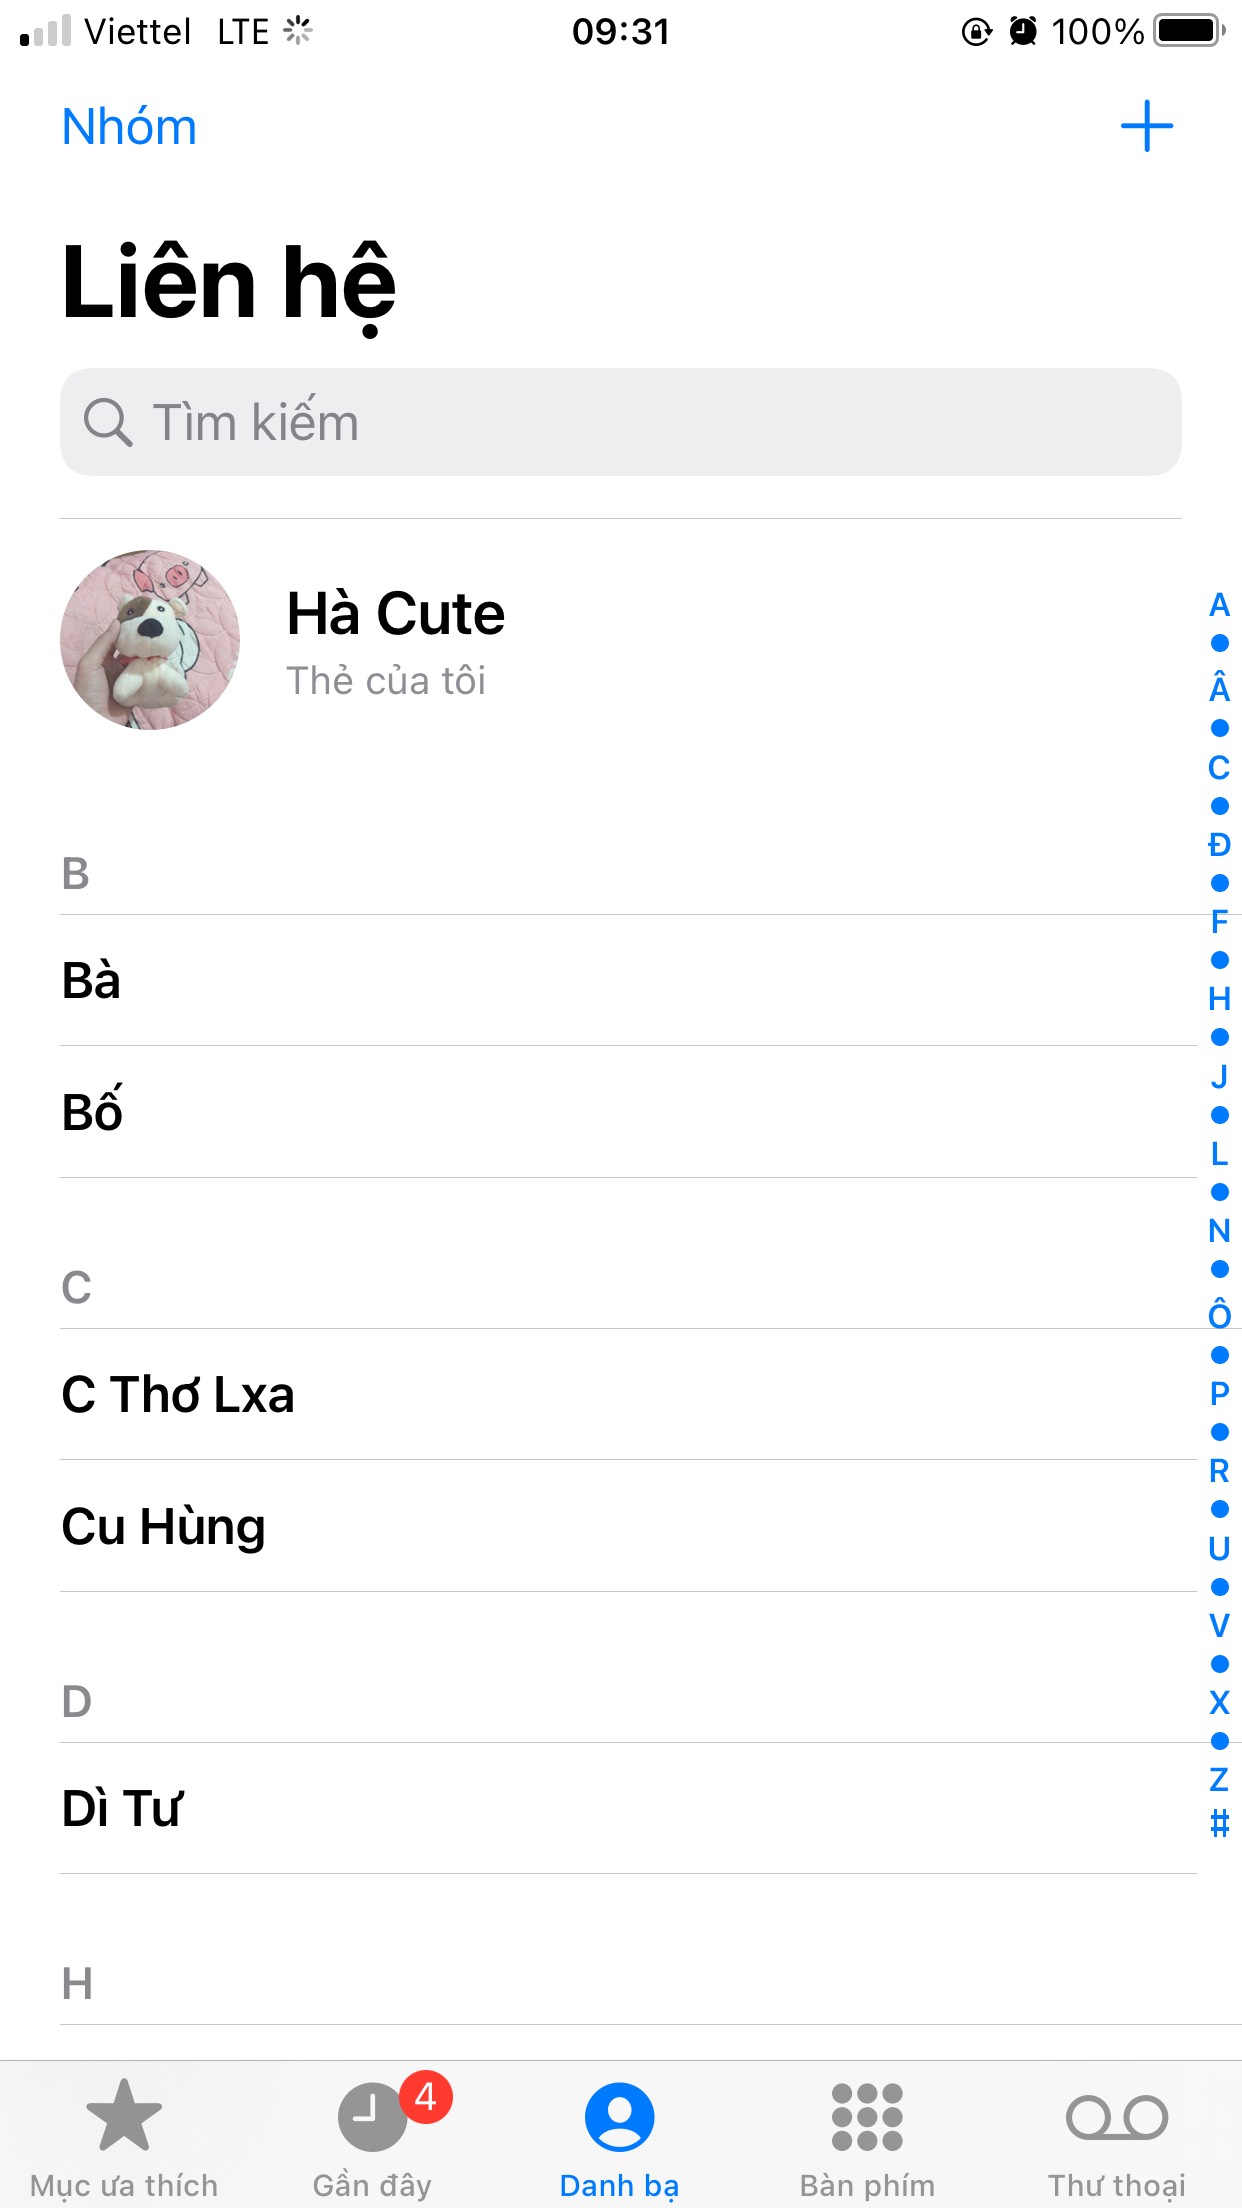 Viettel LTE 09:31 100%
Nhóm
Liên hệ
Tìm kiếm
Hà Cute
Thẻ của tôi
B
Bà
Bố
C
C Thơ Lxa
Cu Hùng
D
Dì Tư
H
A
Â
C
Đ
F
H
J
L
N
Ô
P
R
U
V
X
Z
#
4
Mục ưa thích Gần đây Danh bạ Bàn phím Thư thoại